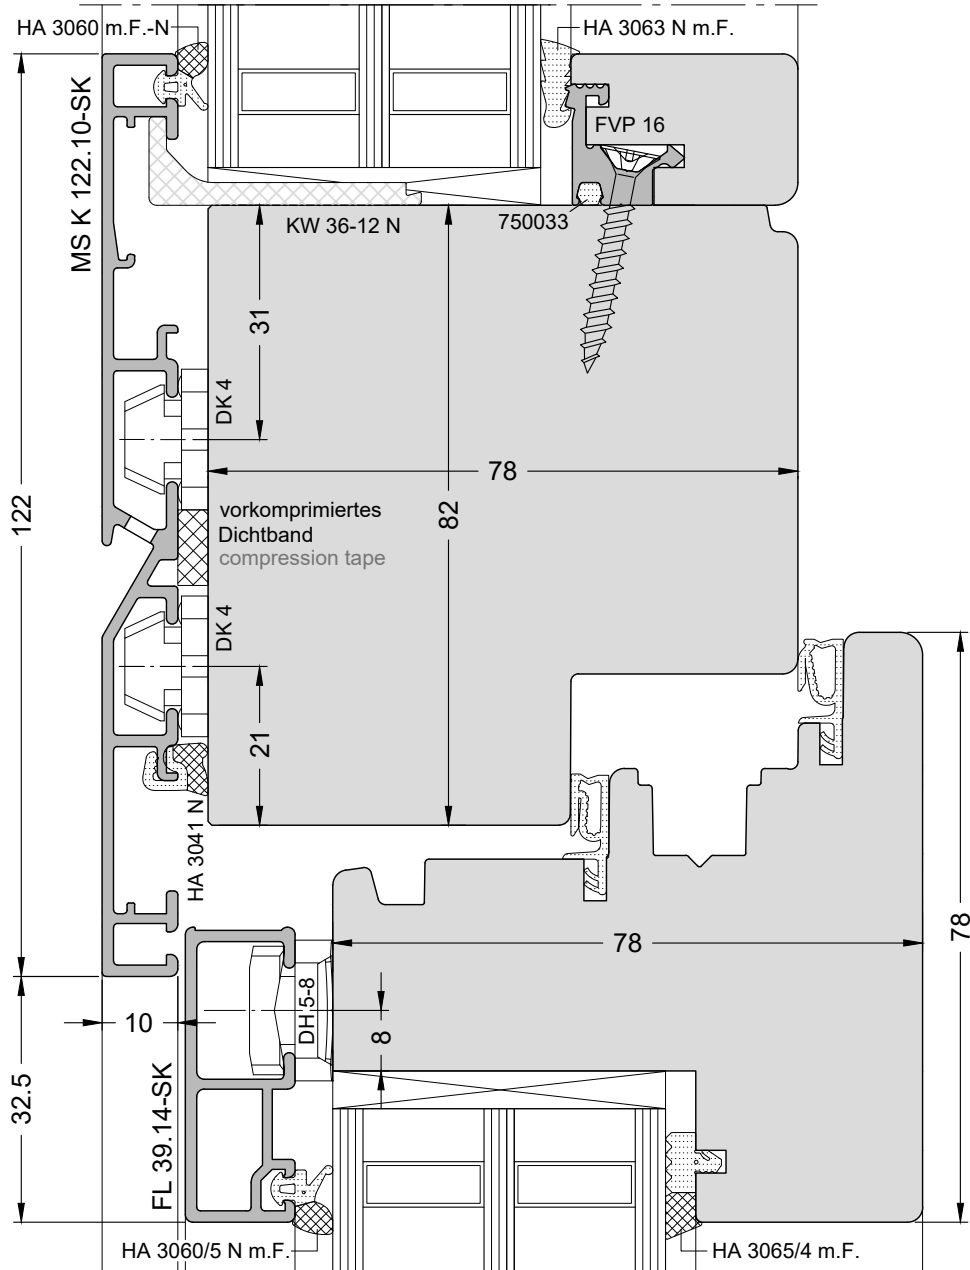 HA 3060 m.F.-N
HA 3063 N m.F.
MS K 122.10-SK
FVP 16
KW 36-12 N
750033
31
DK 4
78
122
82
vorkomprimiertes
Dichtband
compression tape
DK 4
21
HA 3041 N
78
78
DH 5-8
10
8
32.5
FL 39.14-SK
HA 3060/5 N m.F.
HA 3065/4 m.F.